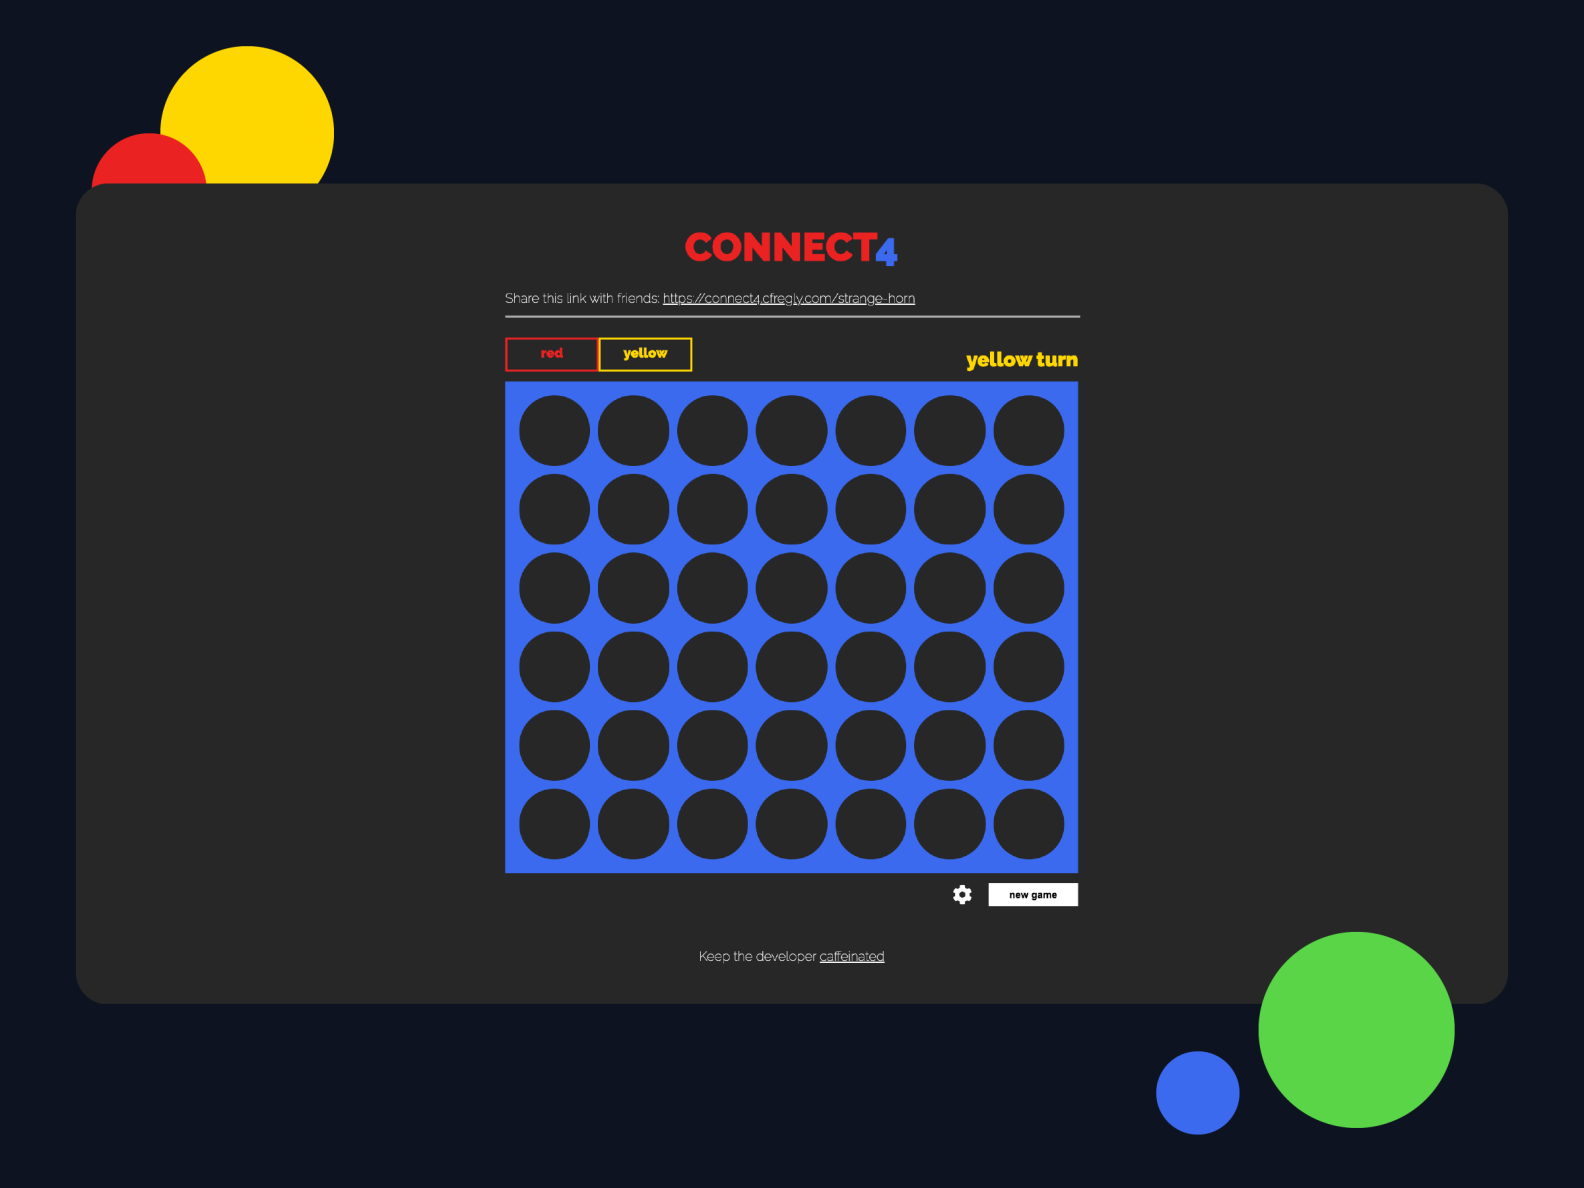 CONNECT4
Share this link with friends: https://connect4.cfregly.com/strange-horn
red yellow
yellow turn
new game
Keep the developer caffeinated